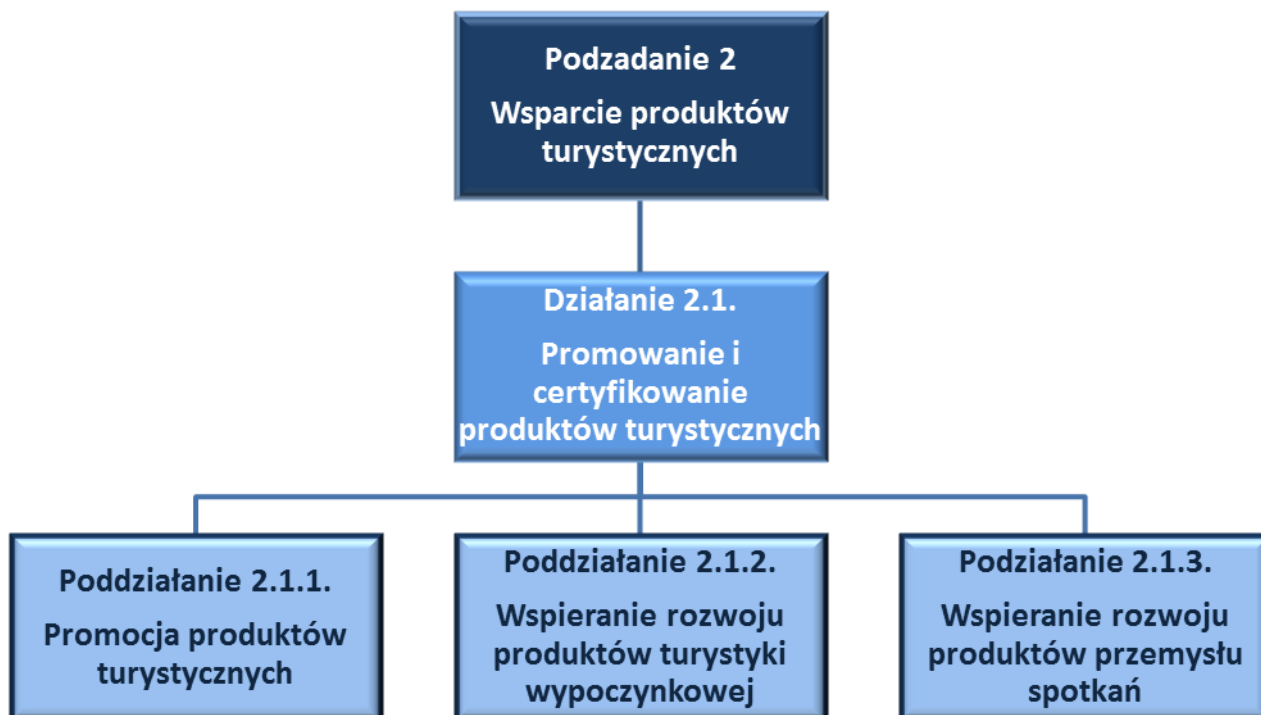 Podzadanie 2
Wsparcie produktów
turystycznych
Działanie 2.1.
Promowanie i
certyfikowanie
produktów turystycznych
Poddziałanie 2.1.1.
Promocja produktów
turystycznych
Poddziałanie 2.1.2.
Wspieranie rozwoju
produktów turystyki
wypoczynkowej
Podziałanie 2.1.3.
Wspieranie rozwoju
produktów przemysłu
spotkań